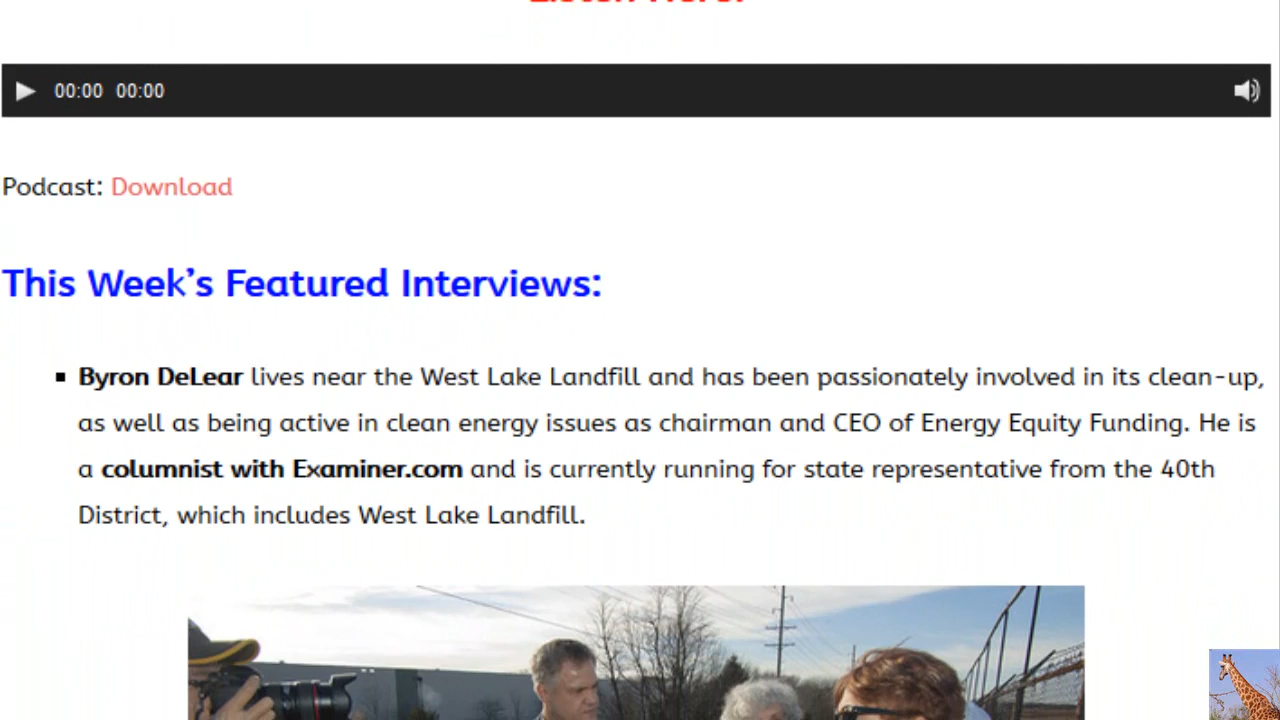 00:00 00:00
Podcast: Download
This Week's Featured Interviews:
▪ Byron DeLear lives near the West Lake Landfill and has been passionately involved in its clean-up,
as well as being active in clean energy issues as chairman and CEO of Energy Equity Funding. He is
a columnist with Examiner.com and is currently running for state representative from the 40th
District, which includes West Lake Landfill.